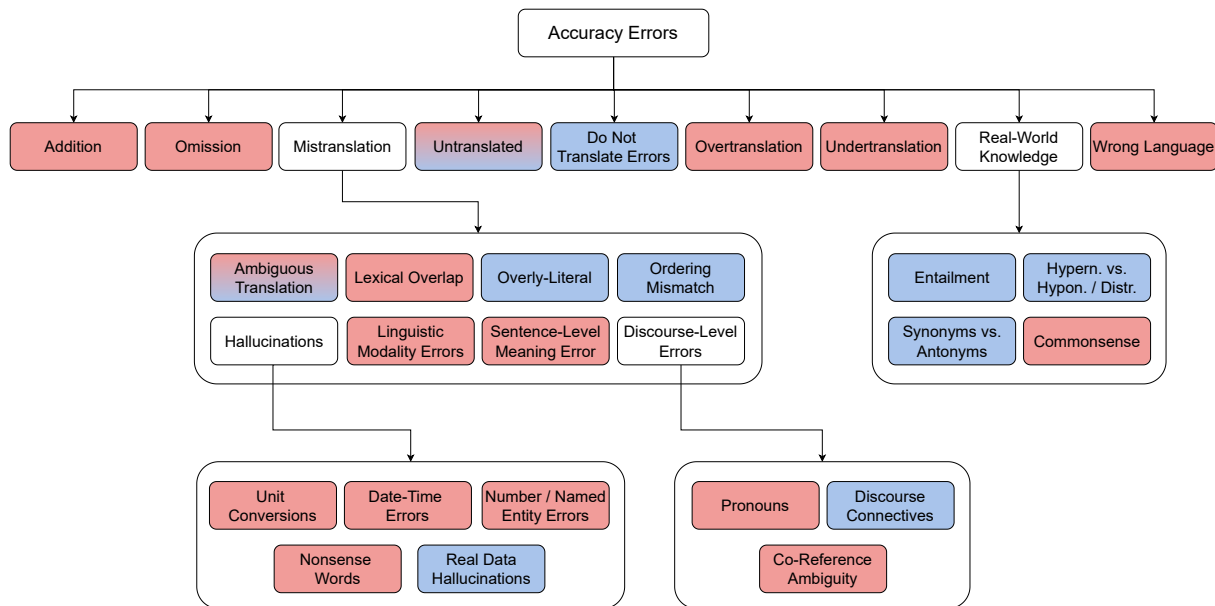 Accuracy Errors
Addition
Omission
Mistranslation
Untranslated
Do Not
Translate Errors
Overtranslation
Undertranslation
Real-World
Knowledge
Wrong Language
Ambiguous
Translation
Lexical Overlap
Overly-Literal
Ordering
Mismatch
Hallucinations
Linguistic
Modality Errors
Sentence-Level
Meaning Error
Discourse-Level
Errors
Entailment
Hypern. vs.
Hypon. / Distr.
Synonyms vs.
Antonyms
Commonsense
Unit
Conversions
Date-Time
Errors
Number / Named
Entity Errors
Nonsense
Words
Real Data
Hallucinations
Pronouns
Discourse
Connectives
Co-Reference
Ambiguity